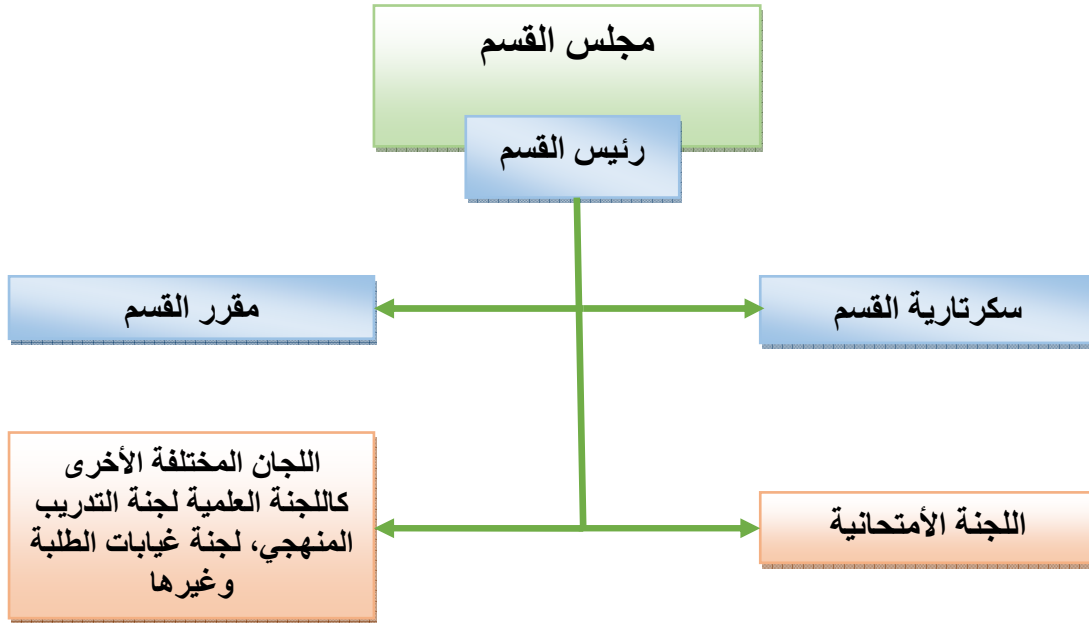 مجلس القسم
رئيس القسم
سكرتارية القسم
مقرر القسم
اللجنة الأمتحانية
اللجان المختلفة الأخرى
كاللجنة العلمية لجنة التدريب
المنهجي، لجنة غيابات الطلبة
وغيرها